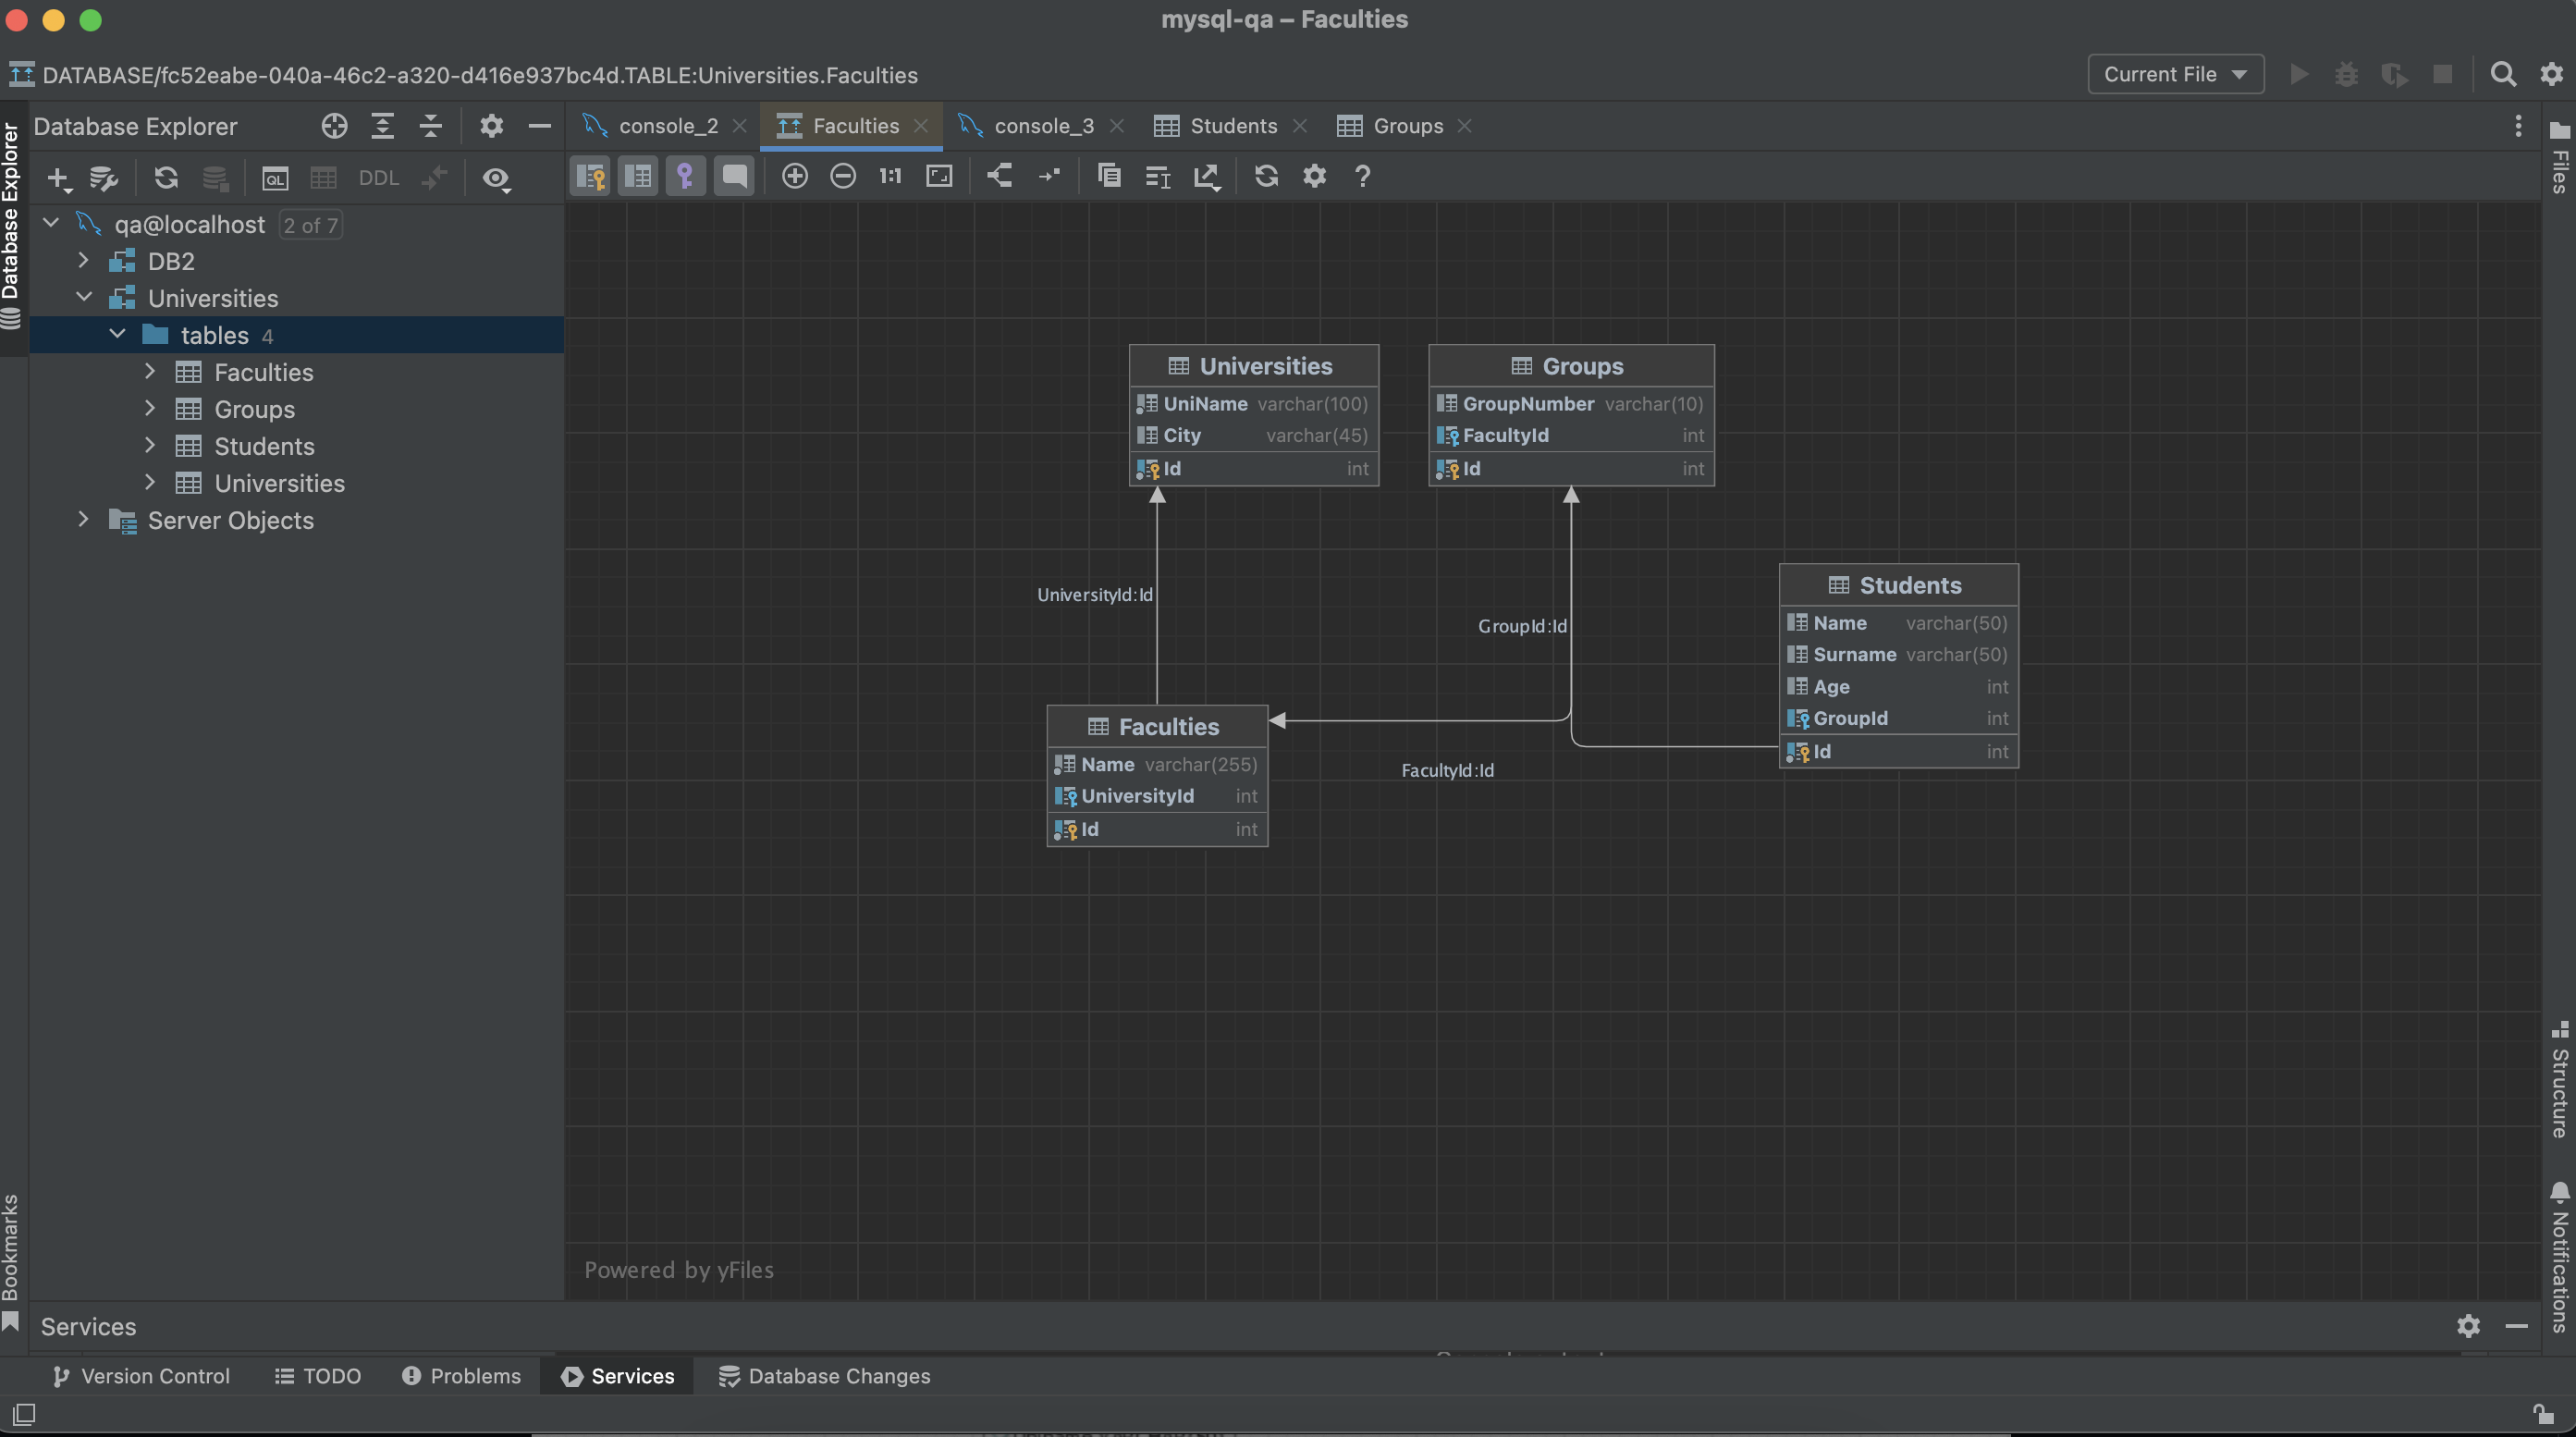 mysql-qa – Faculties
DATABASE/fc52eabe-040a-46c2-a320-d416e937bc4d.TABLE:Universities.Faculties
Current File
Database Explorer
Database Explorer
console_2
Faculties
console_3
Students
Groups
Files
QL
DDL
1:1
?
qa@localhost 2 of 7
DB2
Universities
tables 4
Faculties
Groups
Students
Universities
Server Objects
Universities
UniName varchar(100)
City varchar(45)
Id int
Groups
GroupNumber varchar(10)
FacultyId int
Id int
Students
Name varchar(50)
Surname varchar(50)
Age int
GroupId int
Id int
UniversityId:Id
GroupId:Id
FacultyId:Id
Faculties
Name varchar(255)
UniversityId int
Id int
Powered by yFiles
Structure
Notifications
Bookmarks
Services
Version Control
TODO
Problems
Services
Database Changes